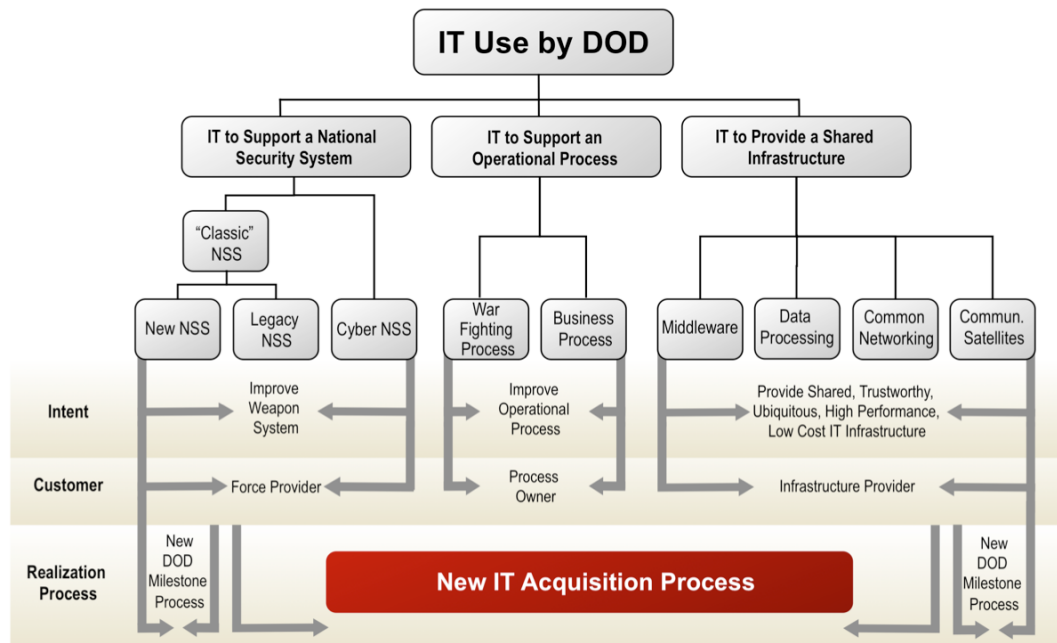 IT Use by DOD
IT to Support a National
Security System
IT to Support an
Operational Process
IT to Provide a Shared
Infrastructure
“Classic”
NSS
New NSS
Legacy
NSS
Cyber NSS
War
Fighting
Process
Business
Process
Middleware
Data
Processing
Common
Networking
Commun.
Satellites
Intent
Improve
Weapon
System
Improve
Operational
Process
Provide Shared, Trustworthy,
Ubiquitous, High Performance,
Low Cost IT Infrastructure
Customer
Force Provider
Process
Owner
Infrastructure Provider
Realization
Process
New
DOD
Milestone
Process
New IT Acquisition Process
New
DOD
Milestone
Process